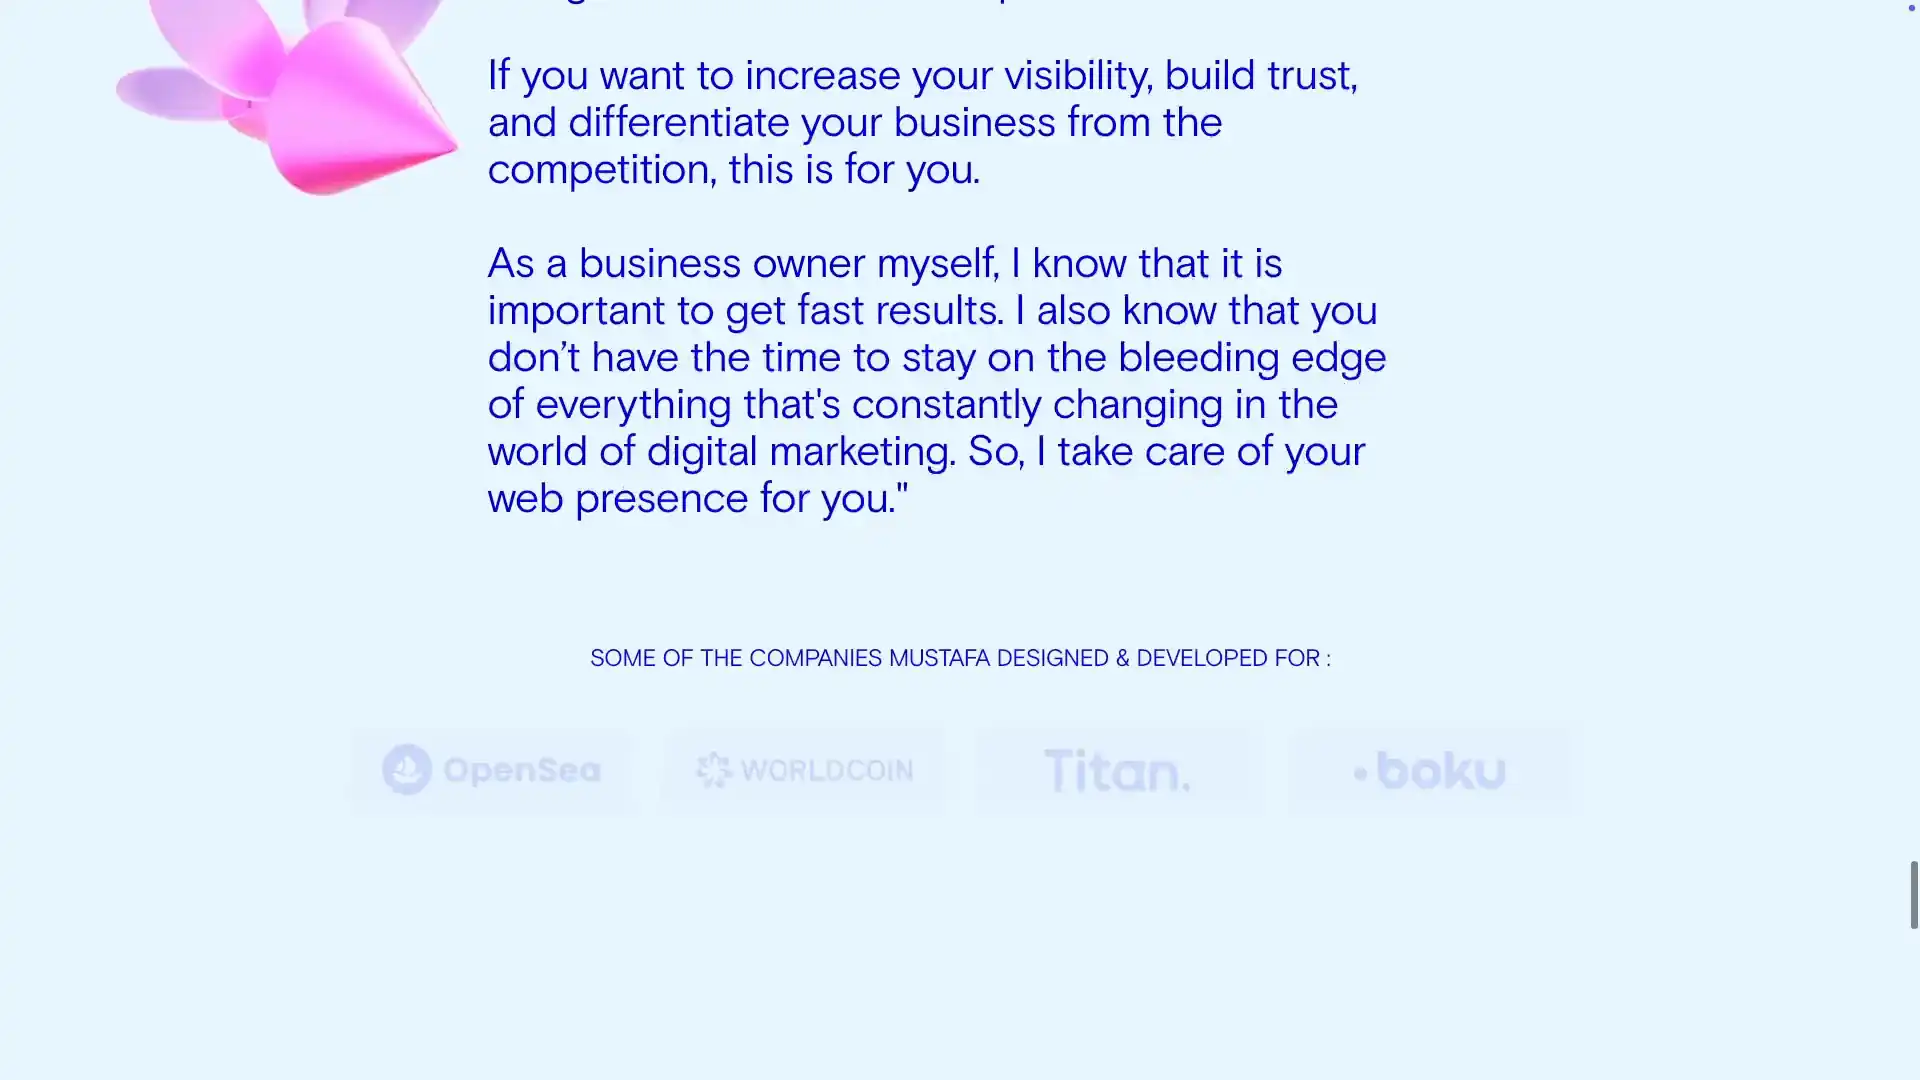 If you want to increase your visibility, build trust,
and differentiate your business from the
competition, this is for you.
As a business owner myself, I know that it is
important to get fast results. I also know that you
don’t have the time to stay on the bleeding edge
of everything that's constantly changing in the
world of digital marketing. So, I take care of your
web presence for you."
SOME OF THE COMPANIES MUSTAFA DESIGNED & DEVELOPED FOR :
OpenSea
WORLDCOIN
Titan.
boku